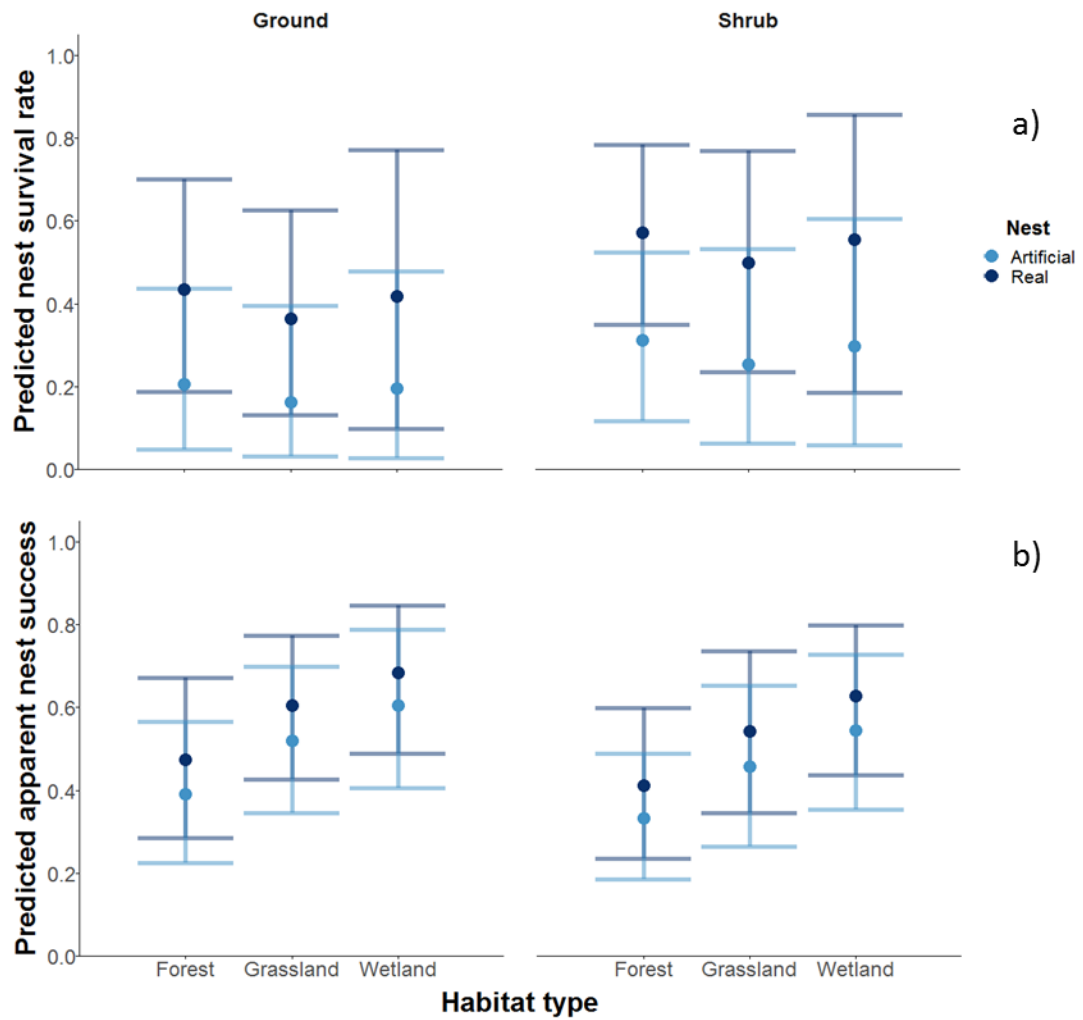 Ground
Shrub
Predicted nest survival rate
1.0
0.8
0.6
0.4
0.2
0.0
a)
Nest
Artificial
Real
Predicted apparent nest success
1.0
0.8
0.6
0.4
0.2
0.0
b)
Forest Grassland Wetland
Forest Grassland Wetland
Habitat type